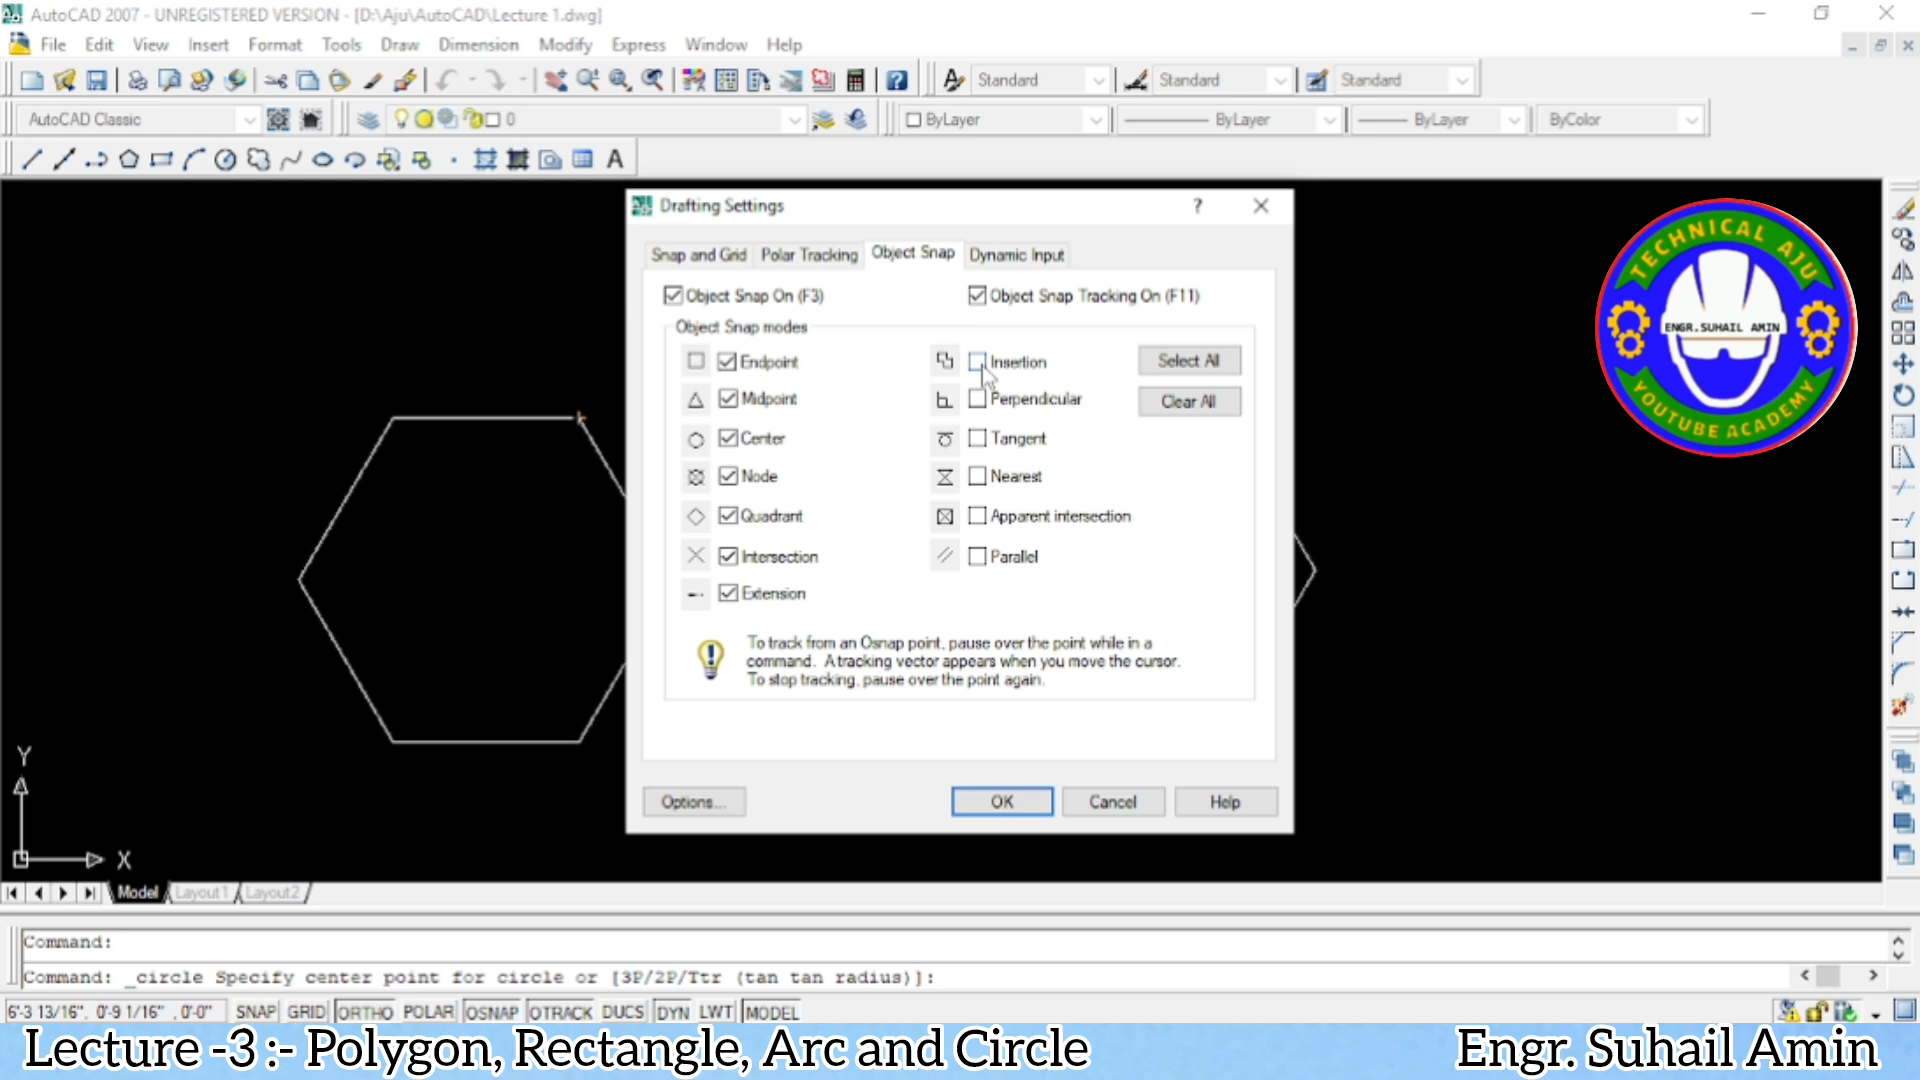 AutoCAD 2007 - UNREGISTERED VERSION - [D:\Aju\AutoCAD\Lecture 1.dwg]
File Edit View Insert Format Tools Draw Dimension Modify Express Window Help
Standard Standard Standard
AutoCAD Classic 0 ByLayer ByLayer ByLayer ByColor
A
Drafting Settings ?
Snap and Grid Polar Tracking Object Snap Dynamic Input
Object Snap On (F3) Object Snap Tracking On (F11)
Object Snap modes
Endpoint Insertion Select All
Midpoint Perpendicular Clear All
Center Tangent
Node Nearest
Quadrant Apparent intersection
Intersection Parallel
Extension
To track from an Osnap point, pause over the point while in a
command. A tracking vector appears when you move the cursor.
To stop tracking, pause over the point again.
Options... OK Cancel Help
TECHNICAL AJU
ENGR.SUHAIL AMIN
YOUTUBE ACADEMY
Y
X
Model Layout1 Layout2
Command:
Command: _circle Specify center point for circle or [3P/2P/Ttr (tan tan radius)]:
6'-3 13/16", 0'-9 1/16" , 0'-0" SNAP GRID ORTHO POLAR OSNAP OTRACK DUCS DYN LWT MODEL
Lecture -3 :- Polygon, Rectangle, Arc and Circle Engr. Suhail Amin